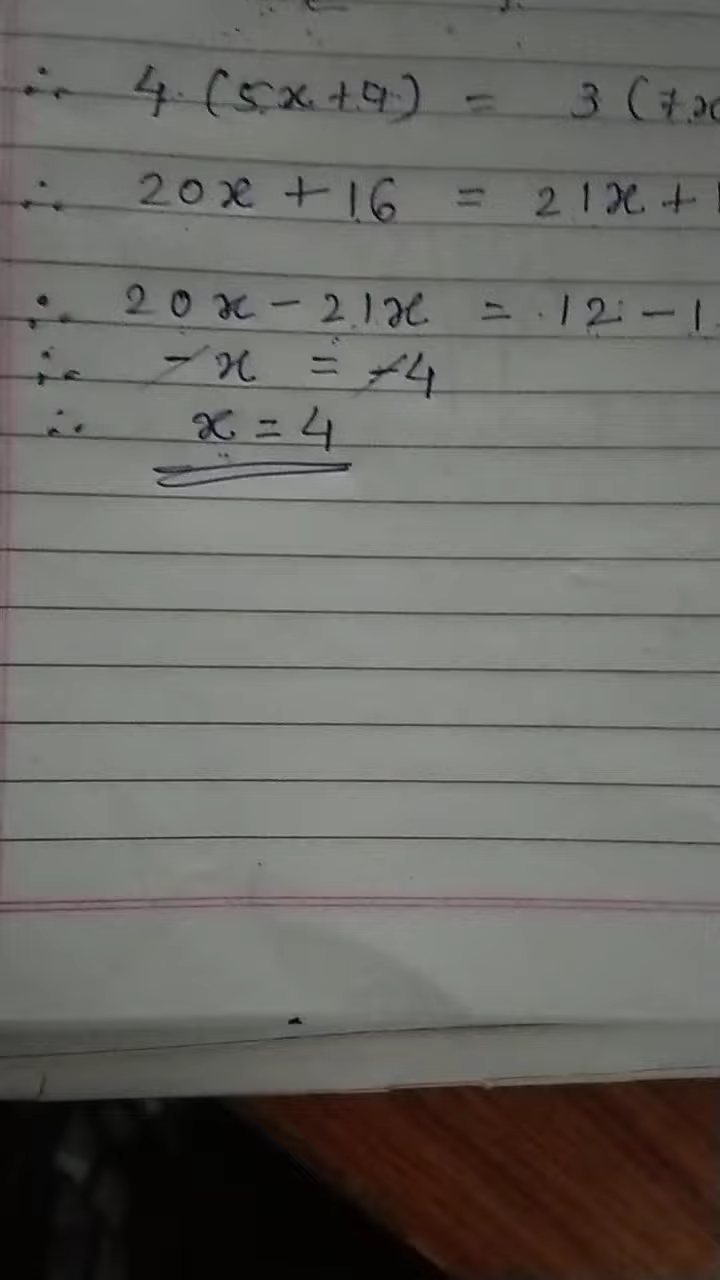 ∴ 4 (5x+4) = 3 (7x
∴ 20x + 16 = 21x +
∴ 20x - 21x = 12 - 1
∴ -x = -4
∴ x = 4